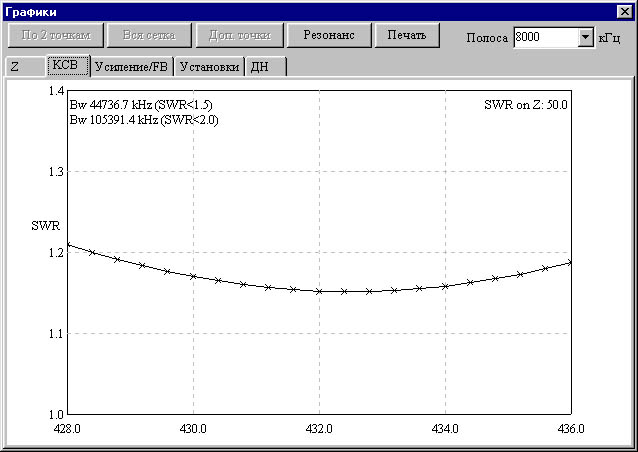 Графики
По 2 точкам Вся сетка Доп. точки Резонанс Печать Полоса 8000 кГц
Z КСВ Усиление/FB Установки ДН
1.4
Bw 44736.7 kHz (SWR<1.5) SWR on Z: 50.0
Bw 105391.4 kHz (SWR<2.0)
1.3
SWR
1.2
1.1
1.0
428.0 430.0 432.0 434.0 436.0